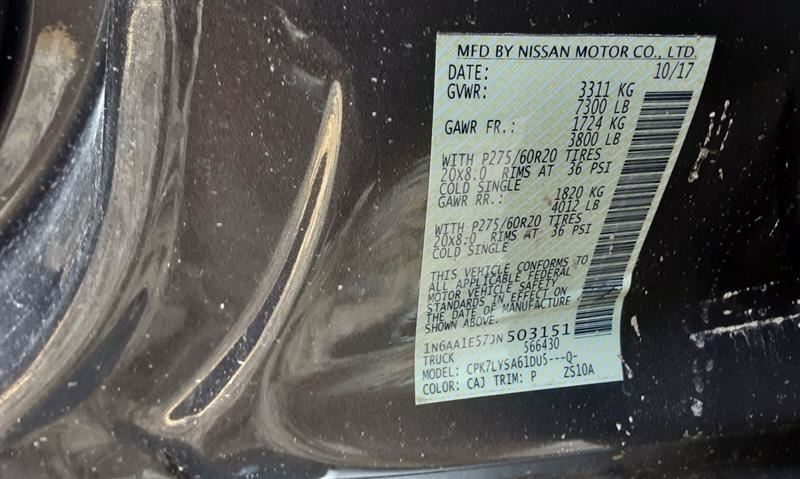 MFD BY NISSAN MOTOR CO., LTD.
DATE: 10/17
GVWR: 3311 KG
7300 LB
GAWR FR.: 1724 KG
3800 LB
WITH P275/60R20 TIRES
20X8.0 RIMS AT 36 PSI
COLD SINGLE
GAWR RR.: 1820 KG
4012 LB
WITH P275/60R20 TIRES
20X8.0 RIMS AT 36 PSI
COLD SINGLE
THIS VEHICLE CONFORMS TO
ALL APPLICABLE FEDERAL
MOTOR VEHICLE SAFETY
STANDARDS IN EFFECT ON
THE DATE OF MANUFACTURE
SHOWN ABOVE.
1N6AA1E57JN503151
TRUCK 566430
MODEL: CPK7LYSA61DU5---Q-
COLOR: CAJ TRIM: P ZS10A